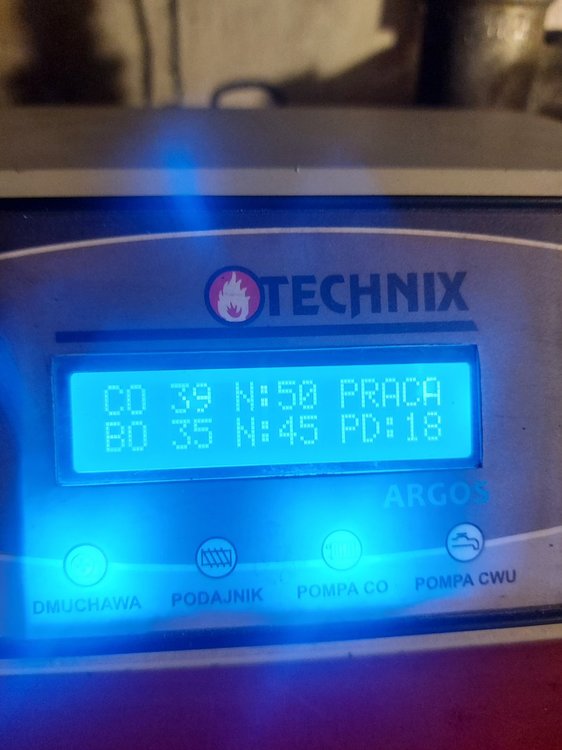 TECHNIX
CO 39 N:50 PRACA
BO 35 N:45 PD:18
ARGOS
DMUCHAWA PODAJNIK POMPA CO POMPA CWU